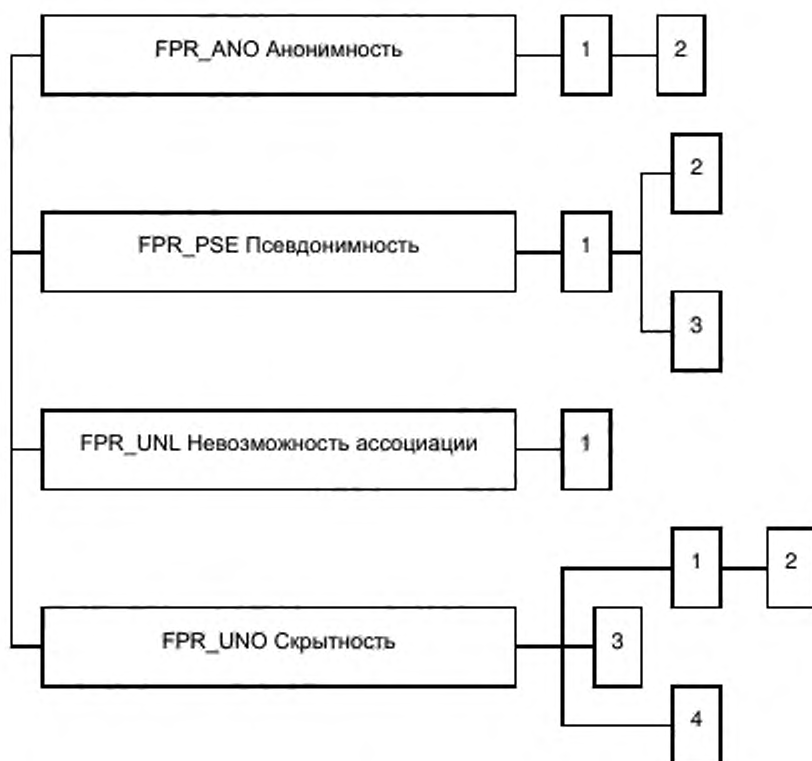 FPR_ANO Анонимность 1 2
2
FPR_PSE Псевдонимность 1
3
FPR_UNL Невозможность ассоциации 1
1 2
FPR_UNO Скрытность 3
4